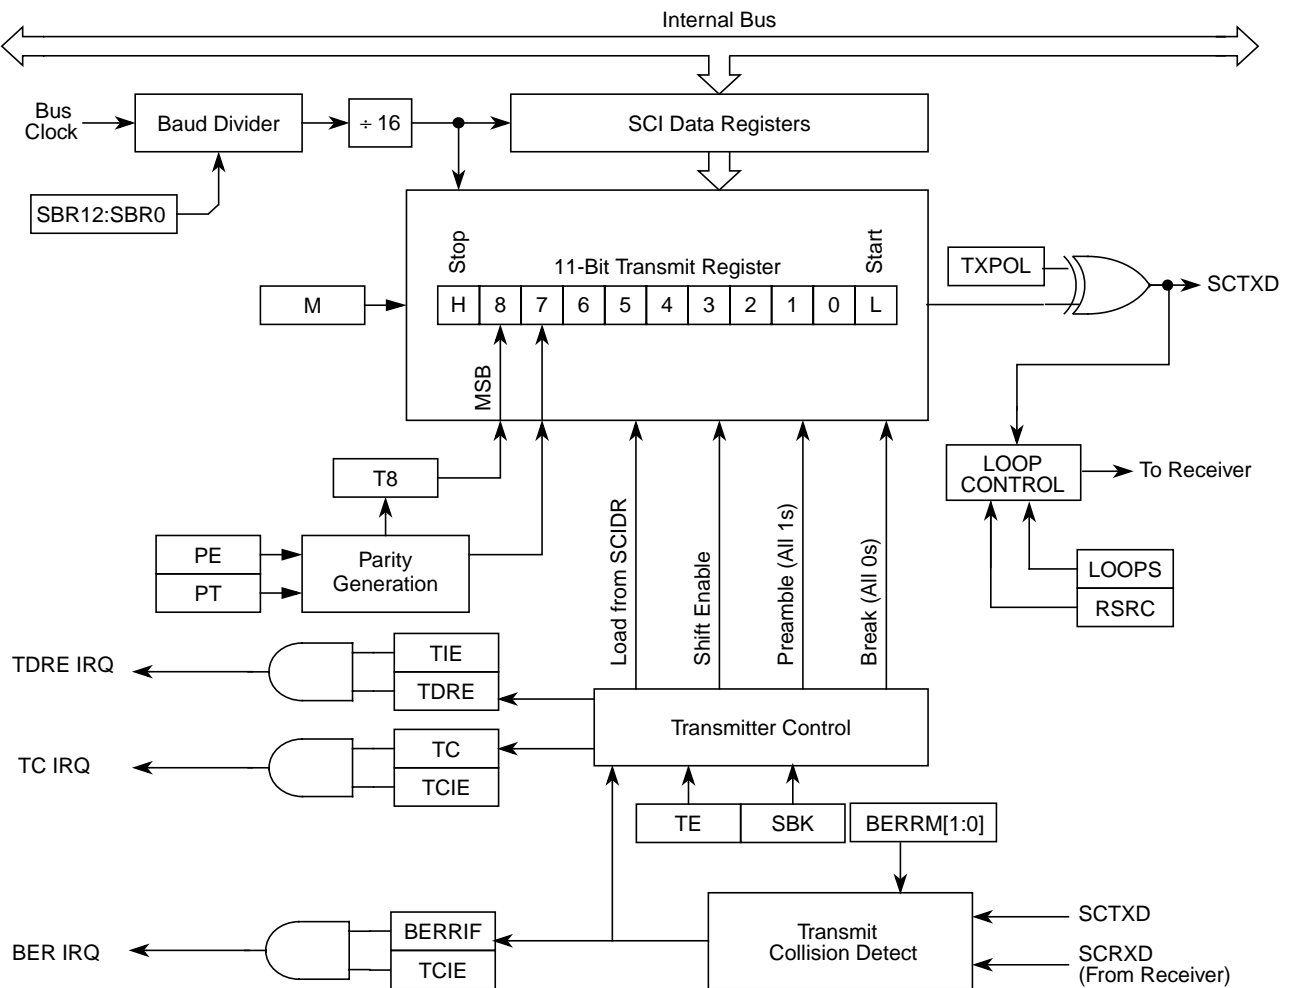 Internal Bus
Bus
Clock
Baud Divider
÷ 16
SCI Data Registers
SBR12:SBR0
Stop
11-Bit Transmit Register
Start
TXPOL
SCTXD
M
H 8 7 6 5 4 3 2 1 0 L
MSB
T8
LOOP
CONTROL
To Receiver
PE
PT
Parity
Generation
Load from SCIDR
Shift Enable
Preamble (All 1s)
Break (All 0s)
LOOPS
RSRC
TDRE IRQ
TIE
TDRE
Transmitter Control
TC IRQ
TC
TCIE
TE
SBK
BERRM[1:0]
BER IRQ
BERRIF
TCIE
Transmit
Collision Detect
SCTXD
SCRXD
(From Receiver)